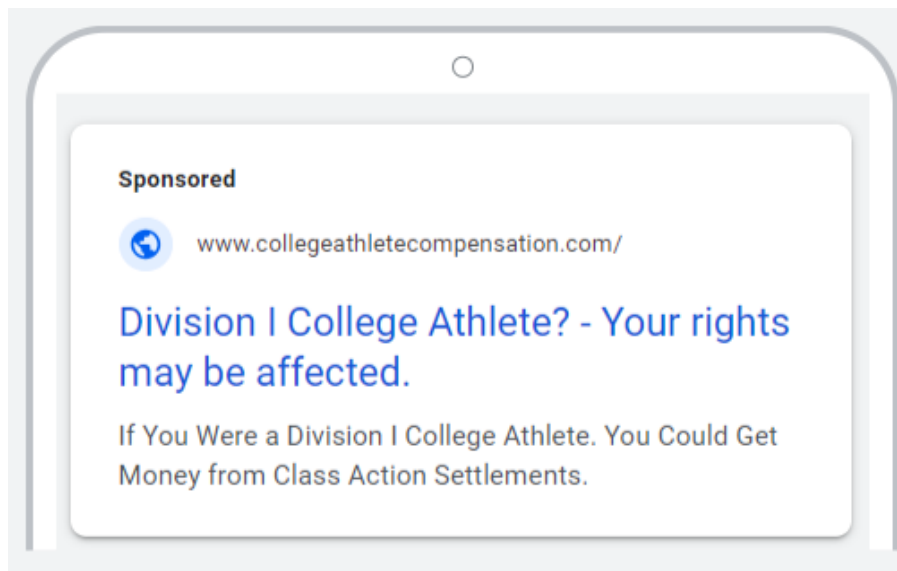 Sponsored
www.collegeathletecompensation.com/
Division I College Athlete? - Your rights
may be affected.
If You Were a Division I College Athlete. You Could Get
Money from Class Action Settlements.